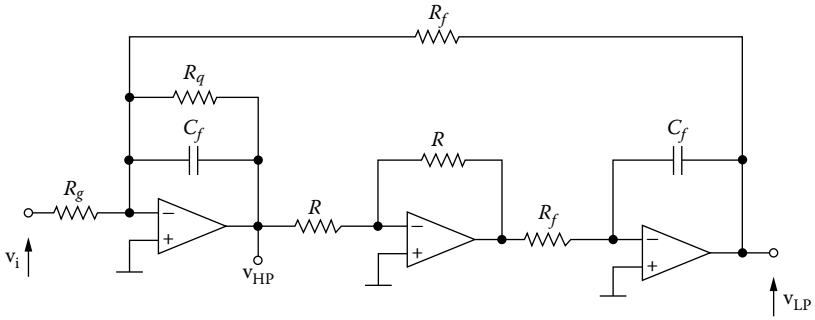 R_f
R_q
C_f
C_f
R
R_g
R
R_f
−
+
−
+
−
+
v_i
v_HP
v_LP